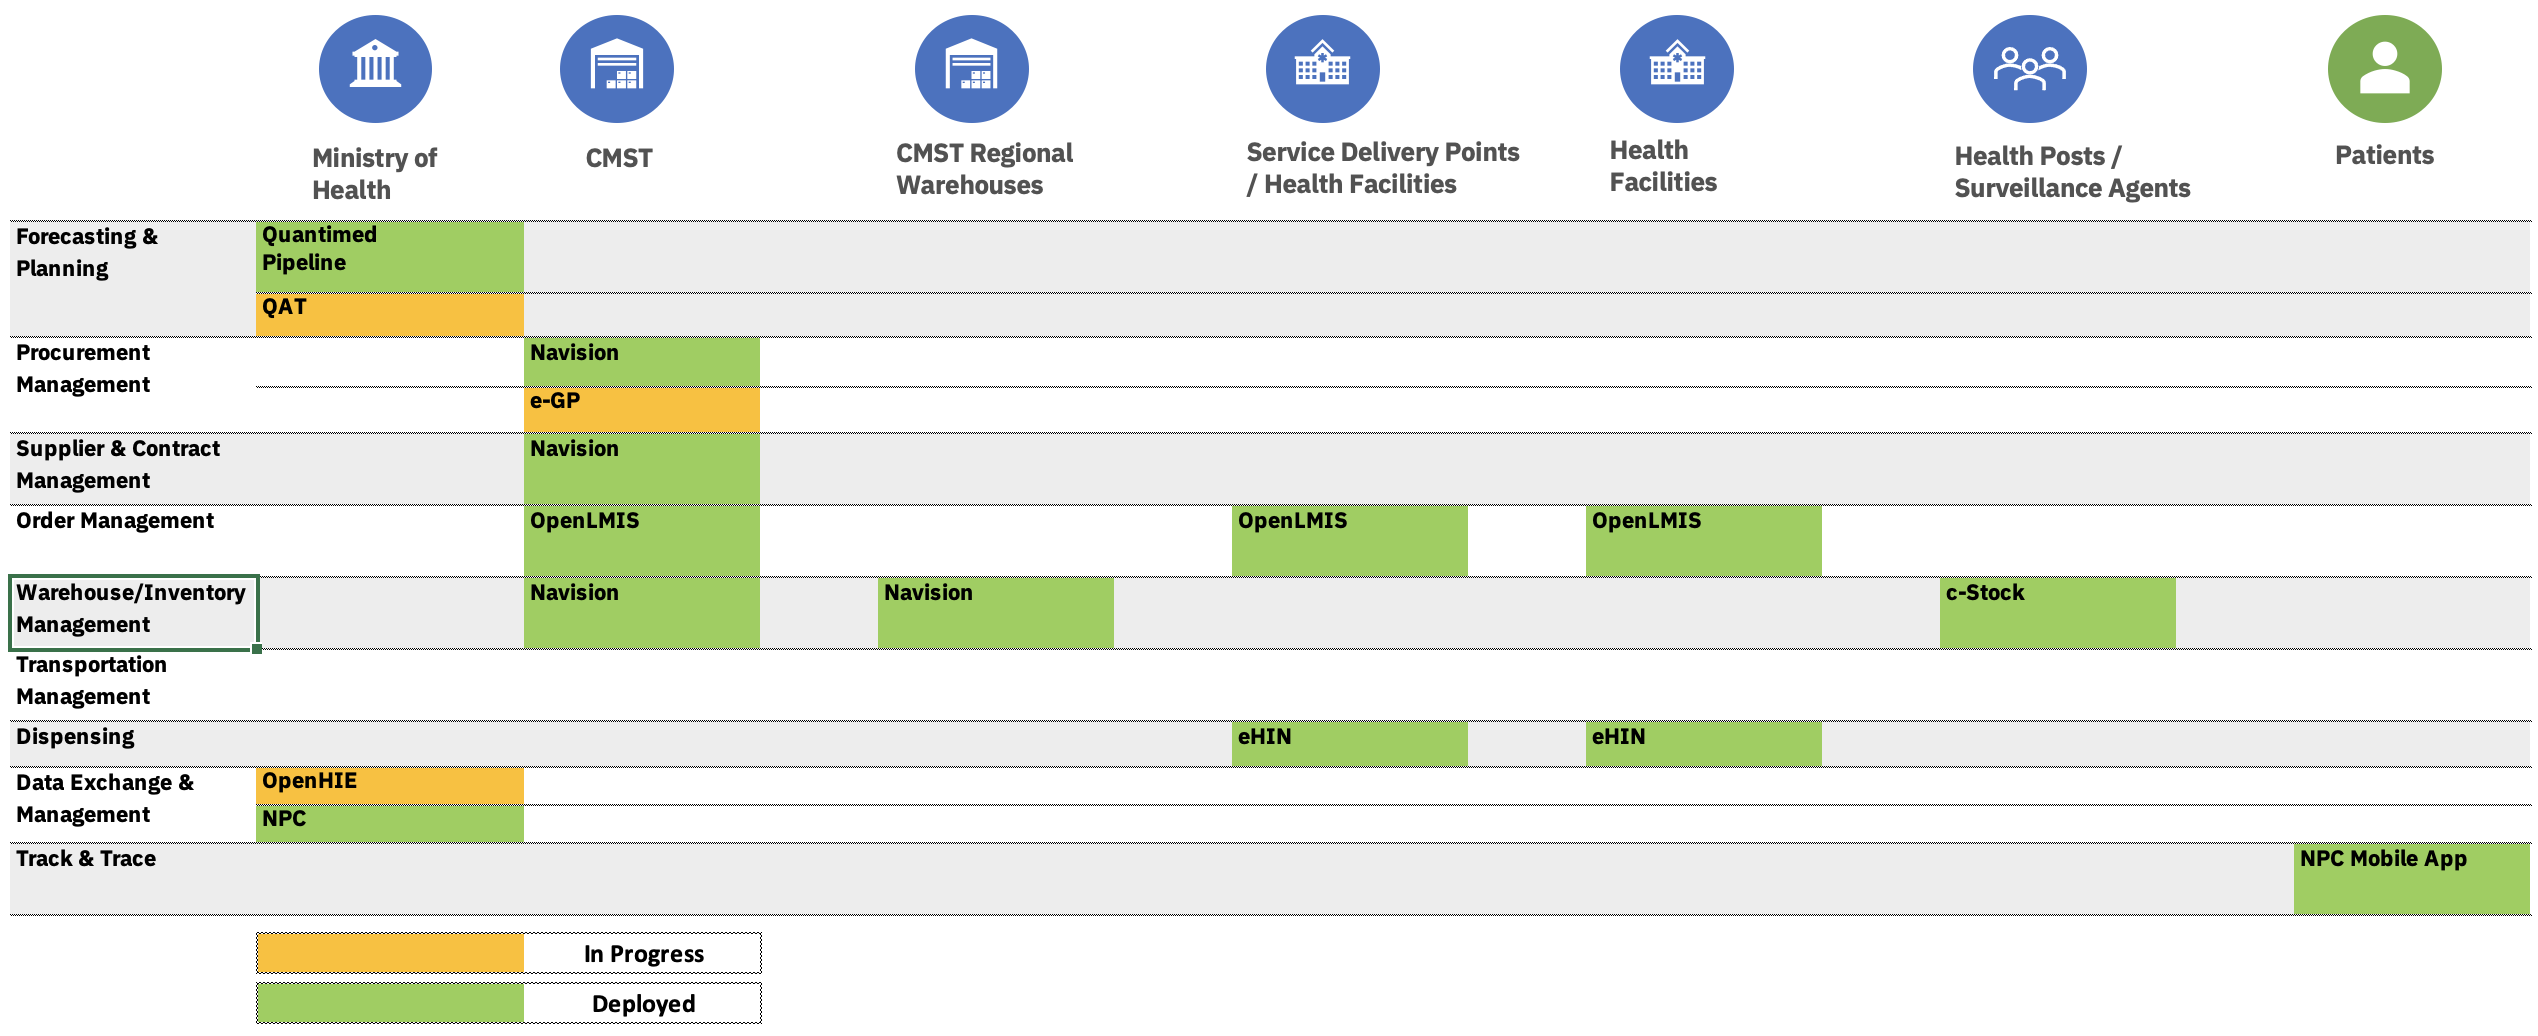 Ministry of
Health
CMST
CMST Regional
Warehouses
Service Delivery Points
/ Health Facilities
Health
Facilities
Health Posts /
Surveillance Agents
Patients
Forecasting &
Planning
Quantimed
Pipeline
QAT
Procurement
Management
Navision
e-GP
Supplier & Contract
Management
Navision
Order Management
OpenLMIS
OpenLMIS
OpenLMIS
Warehouse/Inventory
Management
Navision
Navision
c-Stock
Transportation
Management
Dispensing
eHIN
eHIN
Data Exchange &
Management
OpenHIE
NPC
Track & Trace
NPC Mobile App
In Progress
Deployed